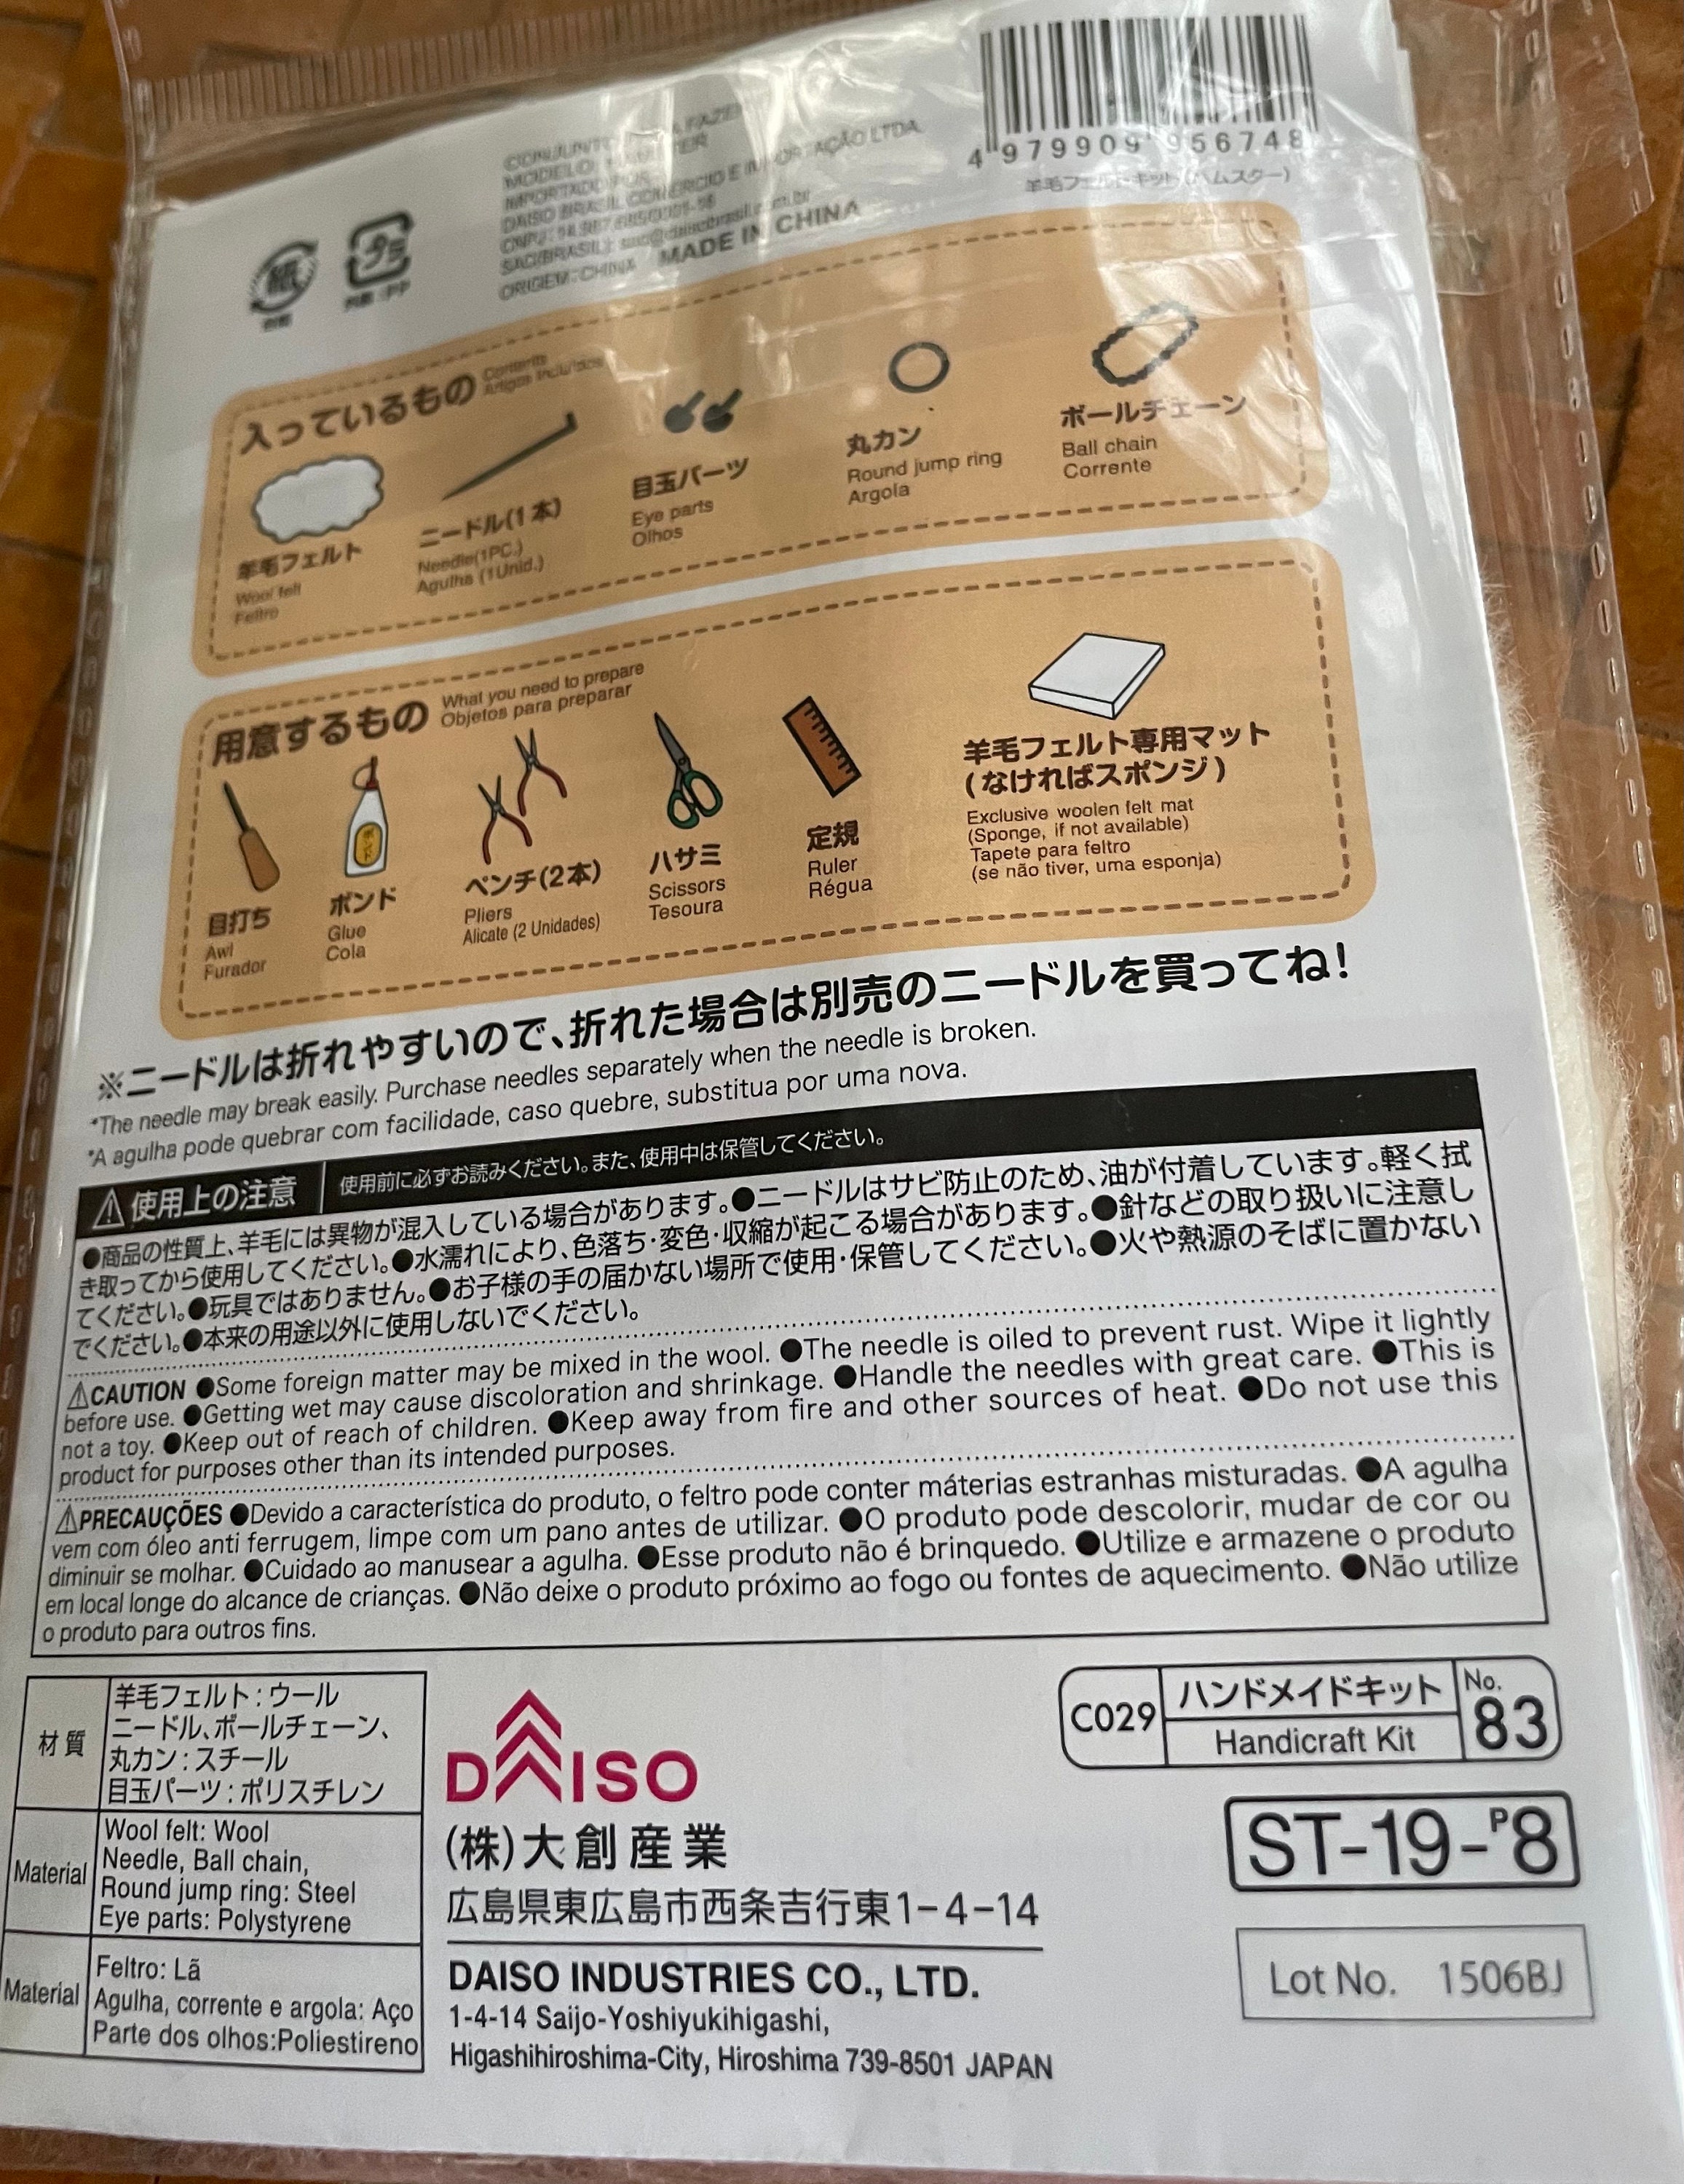 4 979909 956748
羊毛フェルトキット(ハムスター)
MODELO
IMPORTADO POR
DAISO BRASIL COMÉRCIO E IMPORTAÇÃO LTDA
ORIGEM:CHINA MADE IN CHINA
紙
プラ
入っているもの
Contents
Artigos Inclusos
羊毛フェルト
Wool felt
Feltro
ニードル(1本)
Needle(1PC.)
Agulha (1Unid.)
目玉パーツ
Eye parts
Olhos
丸カン
Round jump ring
Argola
ボールチェーン
Ball chain
Corrente
用意するもの
What you need to prepare
Objetos para preparar
目打ち
Awl
Furador
ボンド
ボンド
Glue
Cola
ペンチ(2本)
Pliers
Alicate (2 Unidades)
ハサミ
Scissors
Tesoura
定規
Ruler
Régua
羊毛フェルト専用マット
(なければスポンジ)
Exclusive woolen felt mat
(Sponge, if not available)
Tapete para feltro
(se não tiver, uma esponja)
※ニードルは折れやすいので、折れた場合は別売のニードルを買ってね!
*The needle may break easily. Purchase needles separately when the needle is broken.
*A agulha pode quebrar com facilidade, caso quebre, substitua por uma nova.
⚠使用上の注意 使用前に必ずお読みください。また、使用中は保管してください。
●商品の性質上、羊毛には異物が混入している場合があります。●ニードルはサビ防止のため、油が付着しています。軽く拭
き取ってから使用してください。●水濡れにより、色落ち・変色・収縮が起こる場合があります。●針などの取り扱いに注意し
てください。●玩具ではありません。●お子様の手の届かない場所で使用・保管してください。●火や熱源のそばに置かない
でください。●本来の用途以外に使用しないでください。
⚠CAUTION ●Some foreign matter may be mixed in the wool. ●The needle is oiled to prevent rust. Wipe it lightly
before use. ●Getting wet may cause discoloration and shrinkage. ●Handle the needles with great care. ●This is
not a toy. ●Keep out of reach of children. ●Keep away from fire and other sources of heat. ●Do not use this
product for purposes other than its intended purposes.
⚠PRECAUÇÕES ●Devido a característica do produto, o feltro pode conter máterias estranhas misturadas. ●A agulha
vem com óleo anti ferrugem, limpe com um pano antes de utilizar. ●O produto pode descolorir, mudar de cor ou
diminuir se molhar. ●Cuidado ao manusear a agulha. ●Esse produto não é brinquedo. ●Utilize e armazene o produto
em local longe do alcance de crianças. ●Não deixe o produto próximo ao fogo ou fontes de aquecimento. ●Não utilize
o produto para outros fins.
材質
羊毛フェルト:ウール
ニードル、ボールチェーン、
丸カン:スチール
目玉パーツ:ポリスチレン
Material
Wool felt: Wool
Needle, Ball chain,
Round jump ring: Steel
Eye parts: Polystyrene
Material
Feltro: Lã
Agulha, corrente e argola: Aço
Parte dos olhos:Poliestireno
DAISO
(株)大創産業
広島県東広島市西条吉行東1-4-14
DAISO INDUSTRIES CO., LTD.
1-4-14 Saijo-Yoshiyukihigashi,
Higashihiroshima-City, Hiroshima 739-8501 JAPAN
C029
ハンドメイドキット
Handicraft Kit
No.
83
ST-19-P8
Lot No. 1506BJ